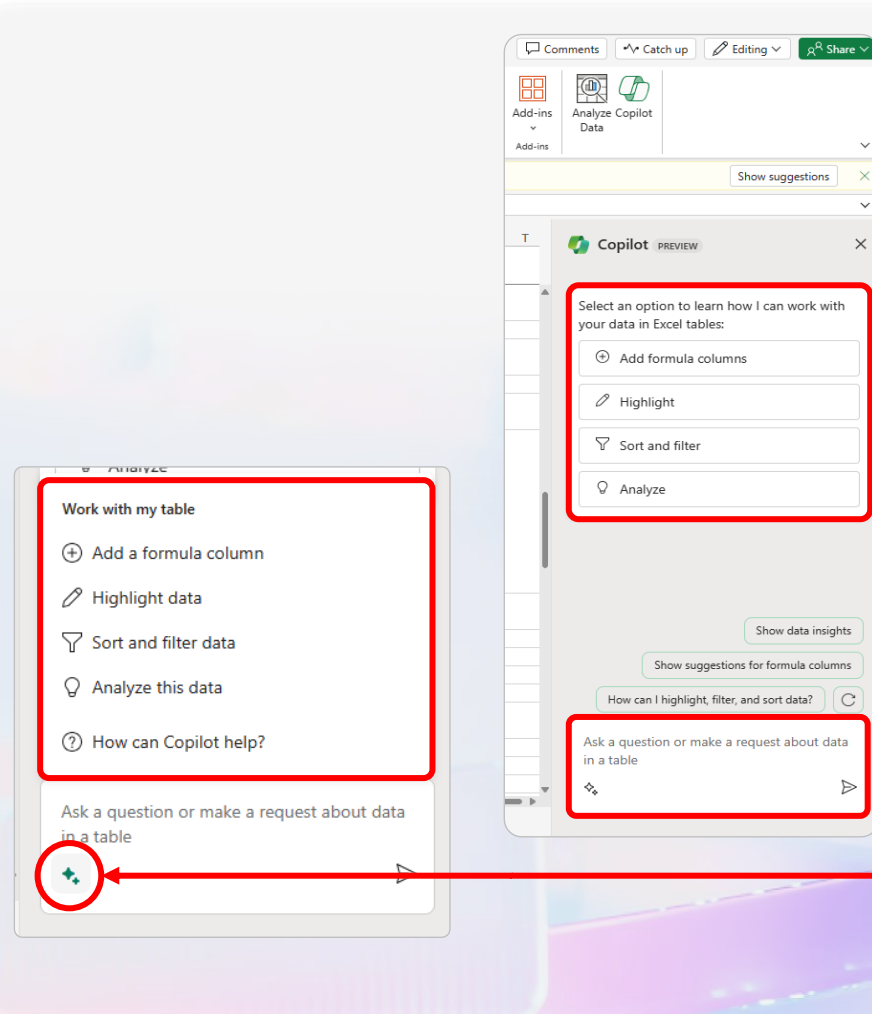 Comments
Catch up
Editing
Share
Add-ins
Analyze Data
Copilot
Add-ins
Show suggestions
T
Copilot PREVIEW
Select an option to learn how I can work with
your data in Excel tables:
Add formula columns
Highlight
Sort and filter
Analyze
Show data insights
Show suggestions for formula columns
How can I highlight, filter, and sort data?
Ask a question or make a request about data
in a table
Analyze
Work with my table
Add a formula column
Highlight data
Sort and filter data
Analyze this data
How can Copilot help?
Ask a question or make a request about data
in a table